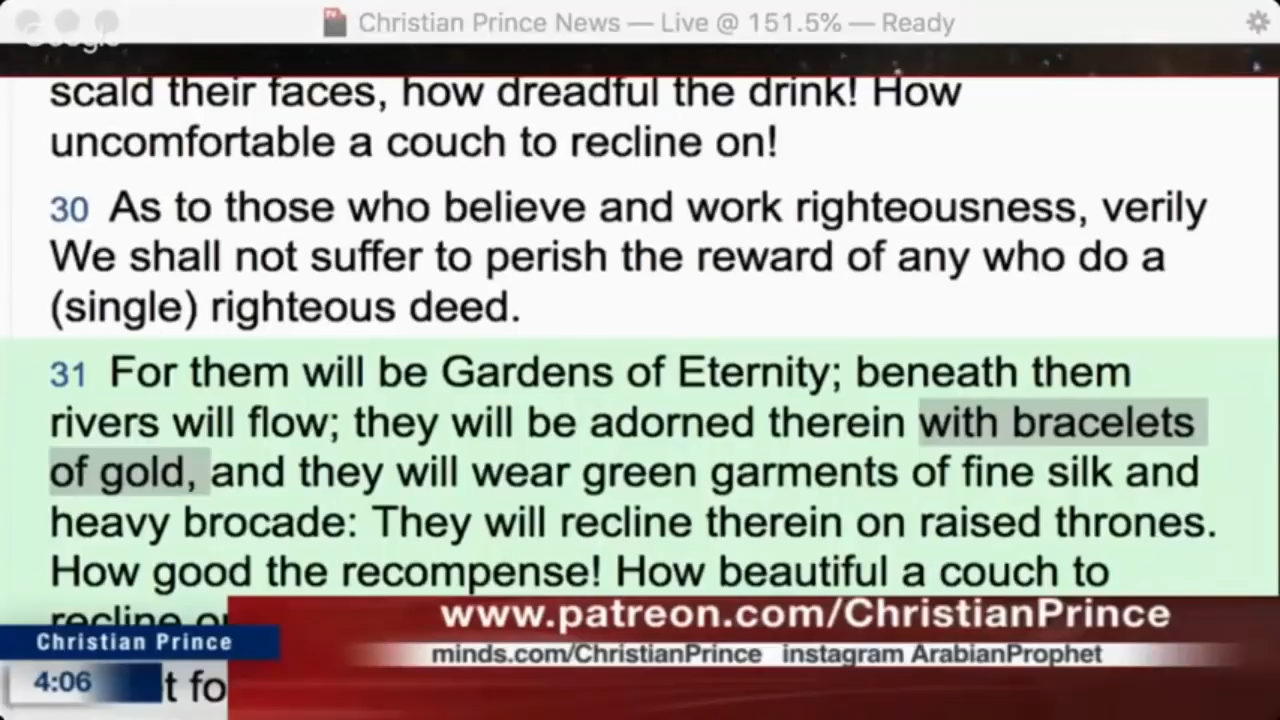 Christian Prince News — Live @ 151.5% — Ready
Google
scald their faces, how dreadful the drink! How
uncomfortable a couch to recline on!
30 As to those who believe and work righteousness, verily
We shall not suffer to perish the reward of any who do a
(single) righteous deed.
31 For them will be Gardens of Eternity; beneath them
rivers will flow; they will be adorned therein with bracelets
of gold, and they will wear green garments of fine silk and
heavy brocade: They will recline therein on raised thrones.
How good the recompense! How beautiful a couch to
recline
www.patreon.com/ChristianPrince
Christian Prince
minds.com/ChristianPrince instagram ArabianProphet
4:06